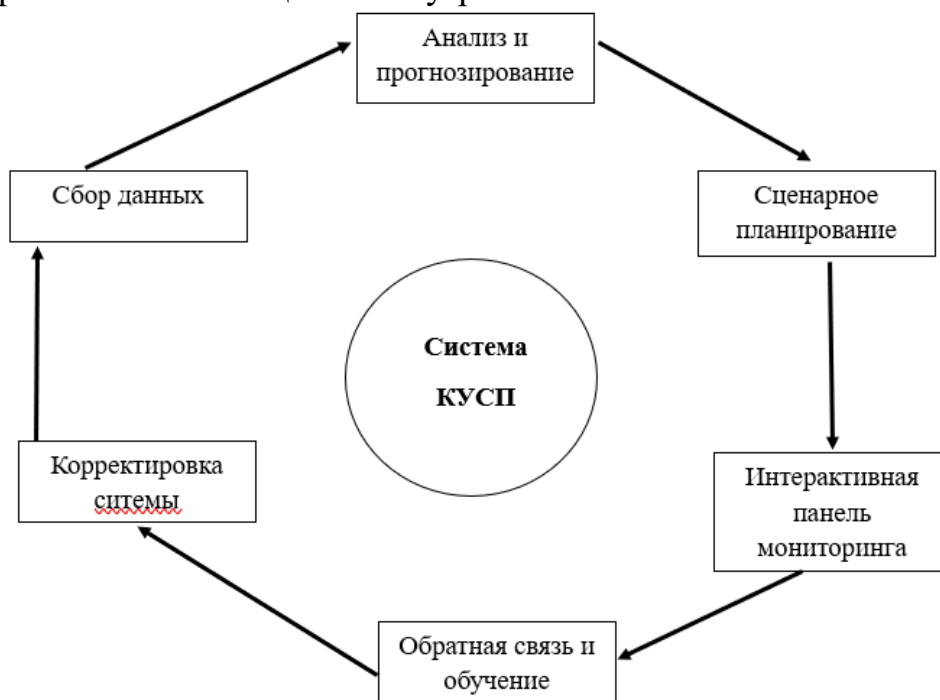 Анализ и
прогнозирование
Сбор данных
Сценарное
планирование
Система
КУСП
Корректировка
ситемы
Интерактивная
панель
мониторинга
Обратная связь и
обучение